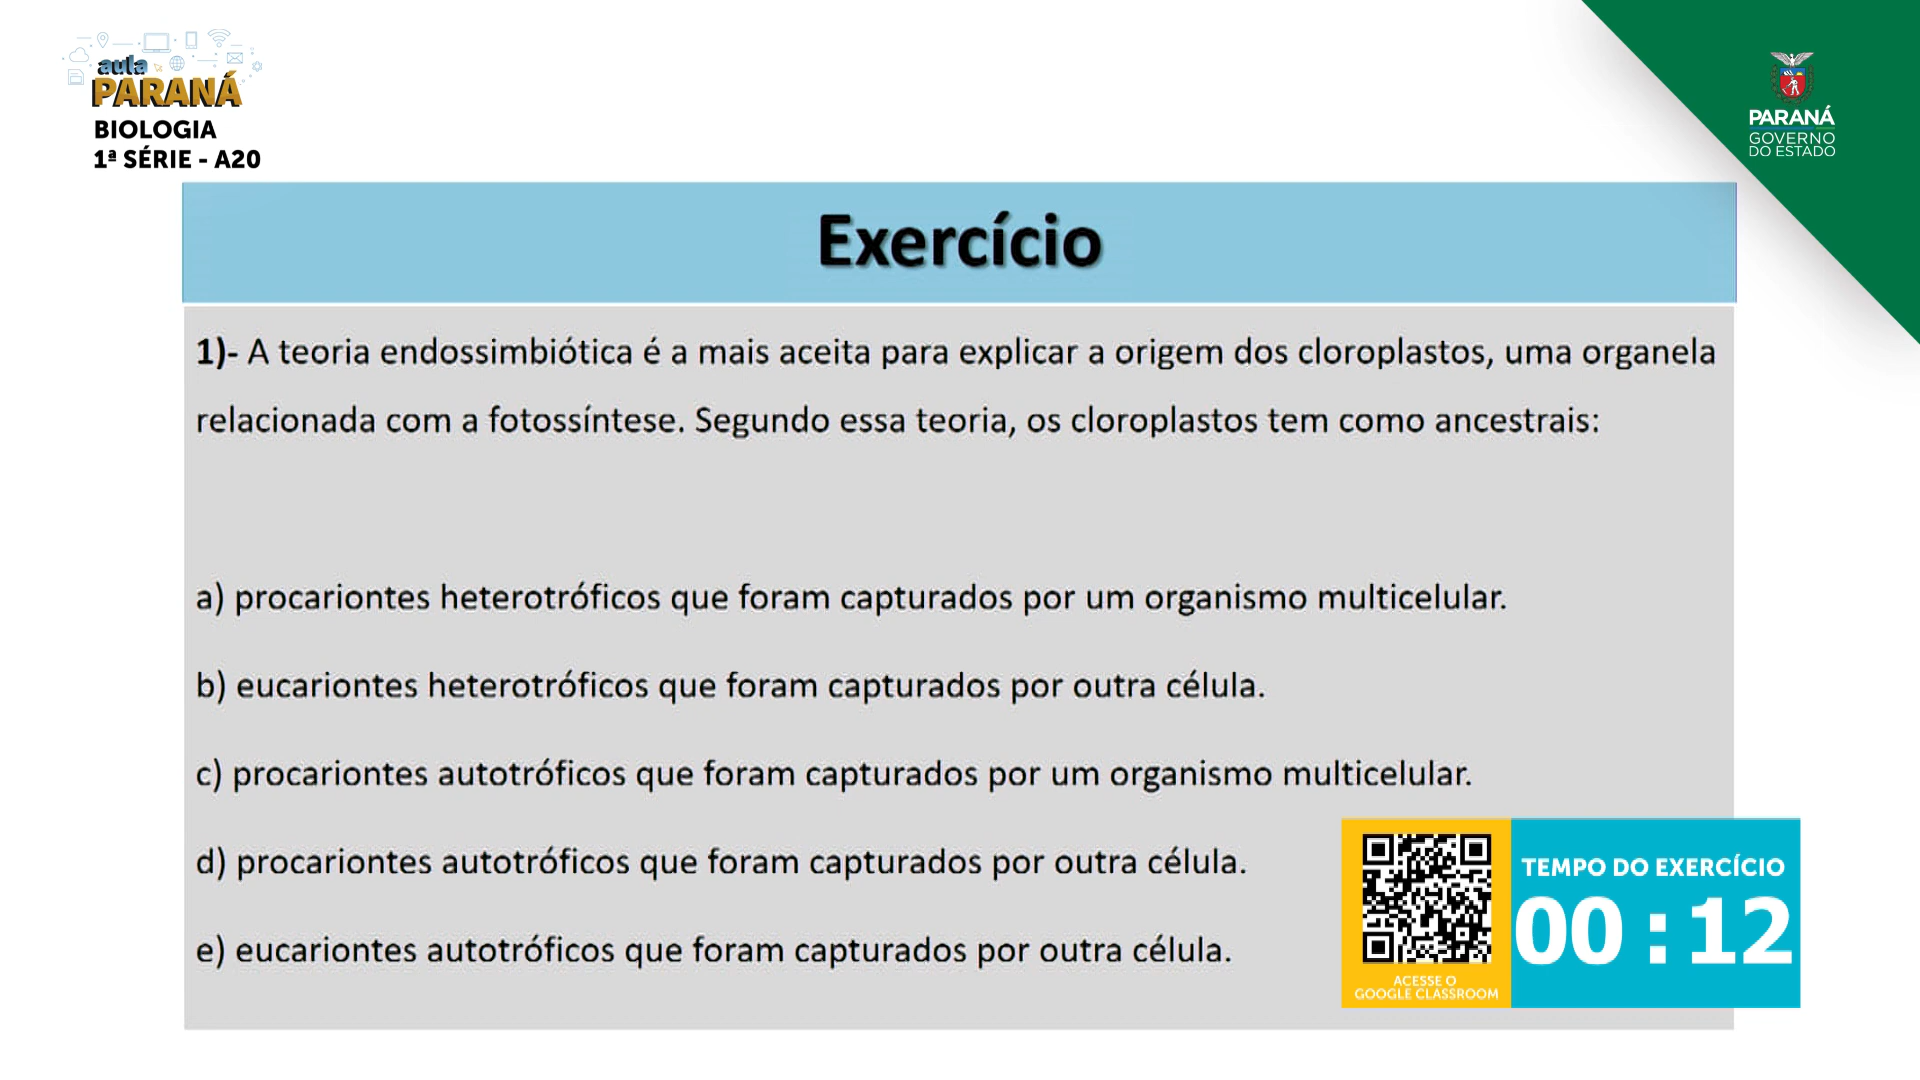 aula
PARANÁ
BIOLOGIA
1ª SÉRIE - A20
PARANÁ
GOVERNO
DO ESTADO
Exercício
1)- A teoria endossimbiótica é a mais aceita para explicar a origem dos cloroplastos, uma organela
relacionada com a fotossíntese. Segundo essa teoria, os cloroplastos tem como ancestrais:
a) procariontes heterotróficos que foram capturados por um organismo multicelular.
b) eucariontes heterotróficos que foram capturados por outra célula.
c) procariontes autotróficos que foram capturados por um organismo multicelular.
d) procariontes autotróficos que foram capturados por outra célula.
e) eucariontes autotróficos que foram capturados por outra célula.
TEMPO DO EXERCÍCIO
00 : 12
ACESSE O
GOOGLE CLASSROOM